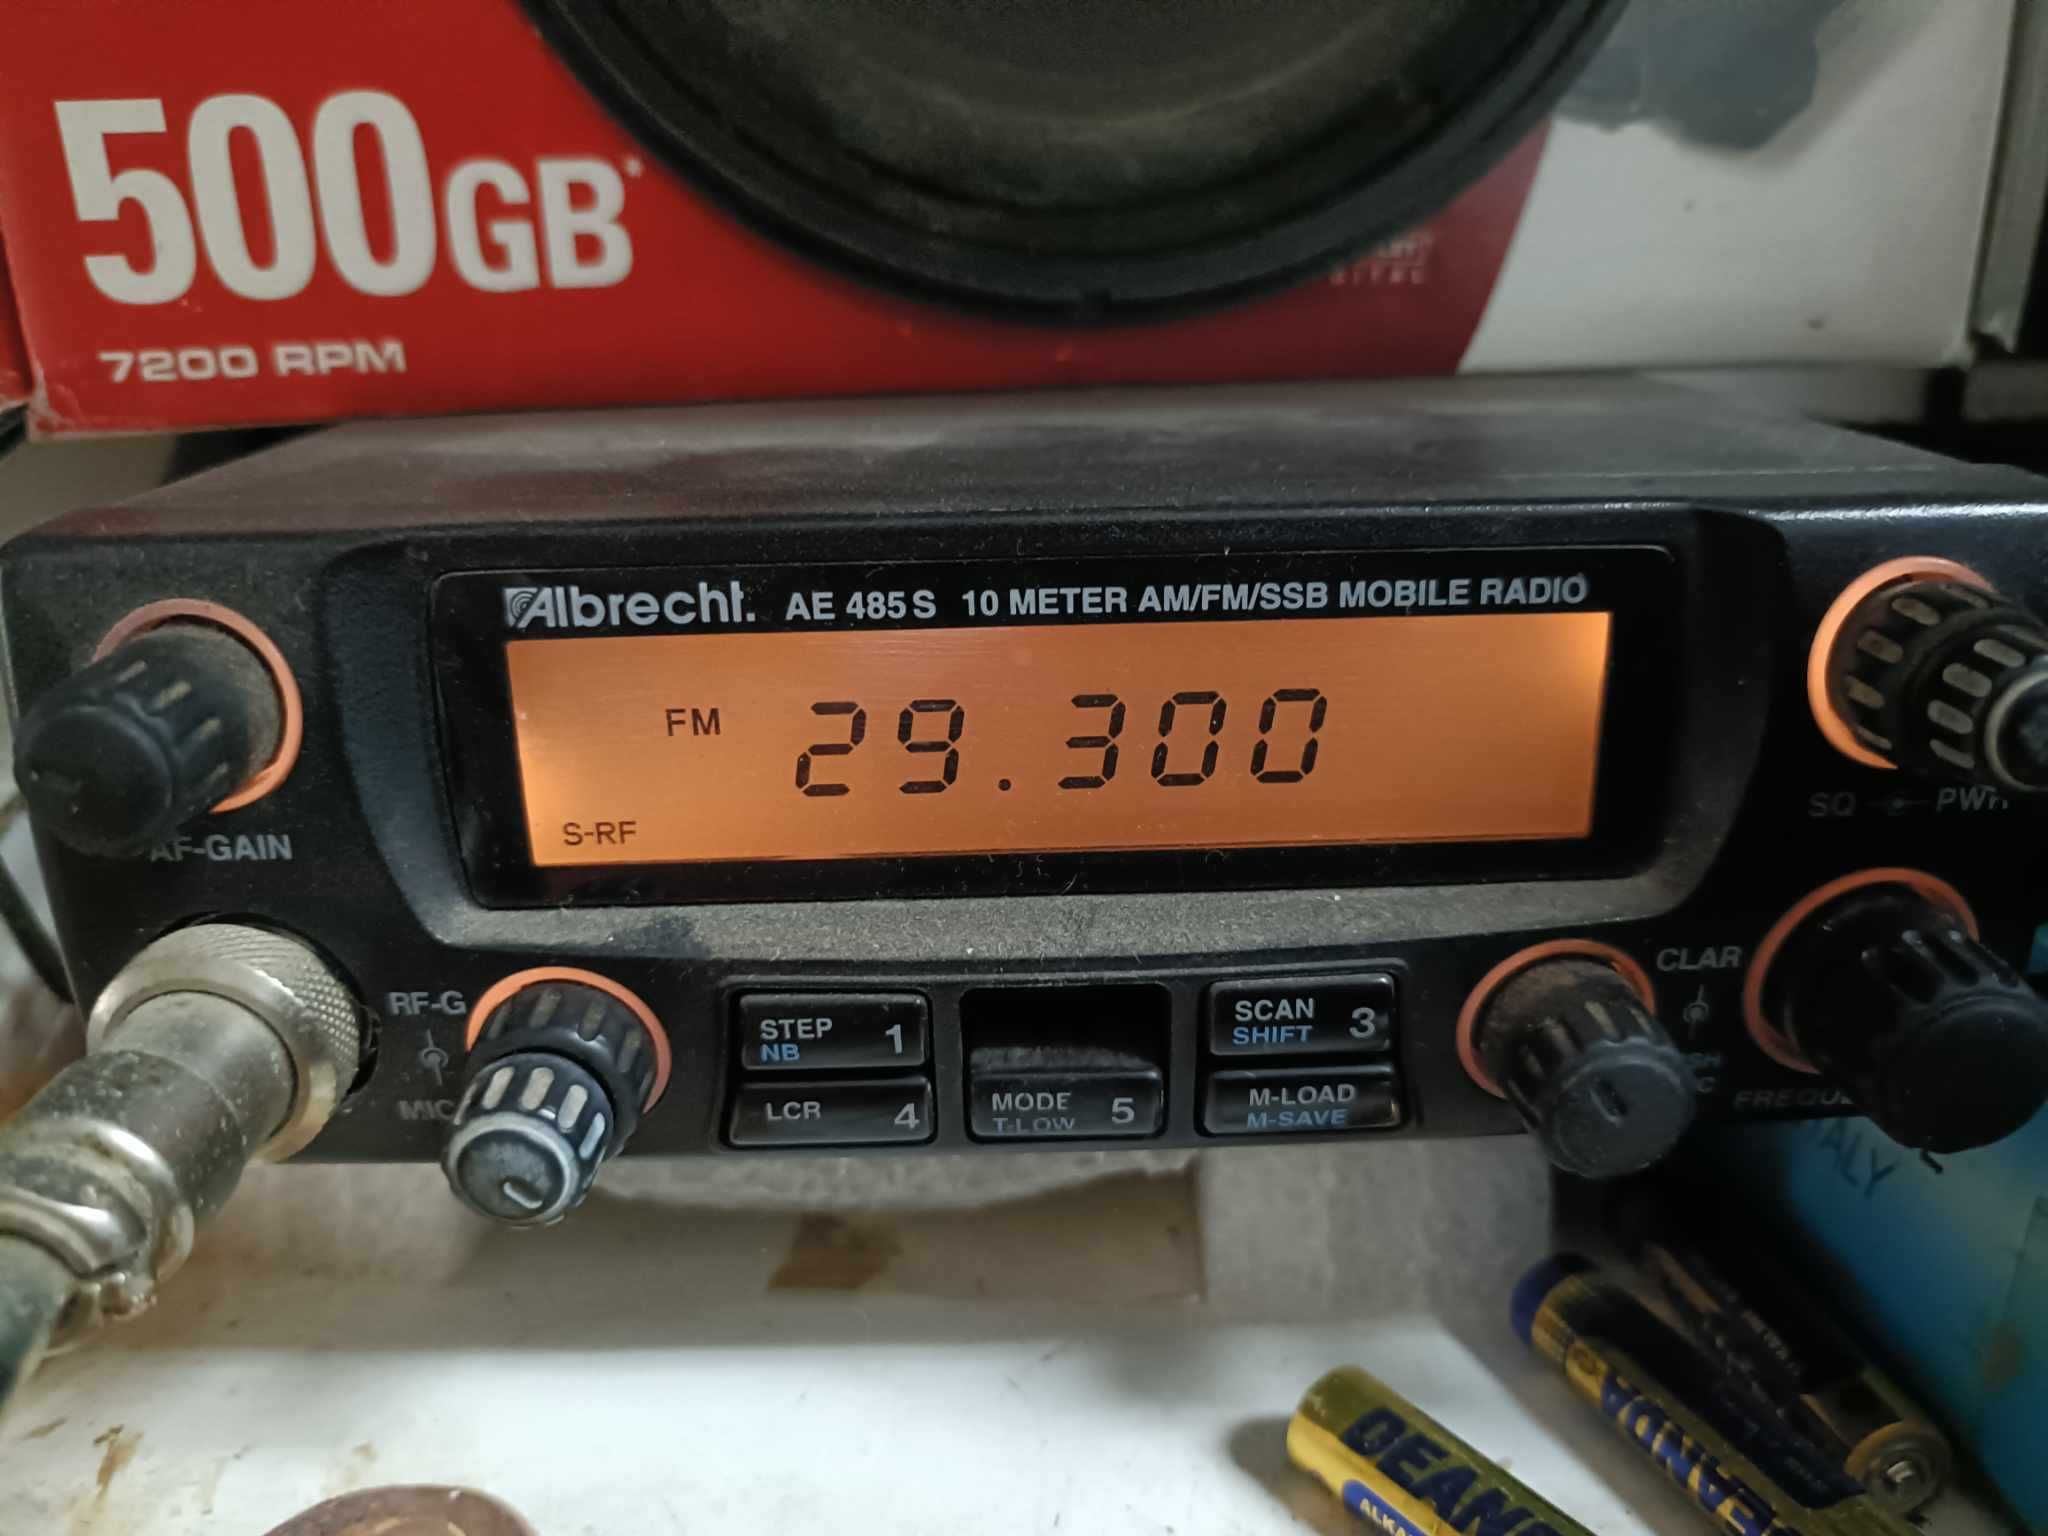 500GB*
7200 RPM
Albrecht. AE 485 S 10 METER AM/FM/SSB MOBILE RADIO
FM 29.300
S-RF
AF-GAIN
SQ PWR
RF-G
MIC
STEP 1
NB
LCR 4
MODE 5
T-LOW
SCAN 3
SHIFT
M-LOAD
M-SAVE
CLAR